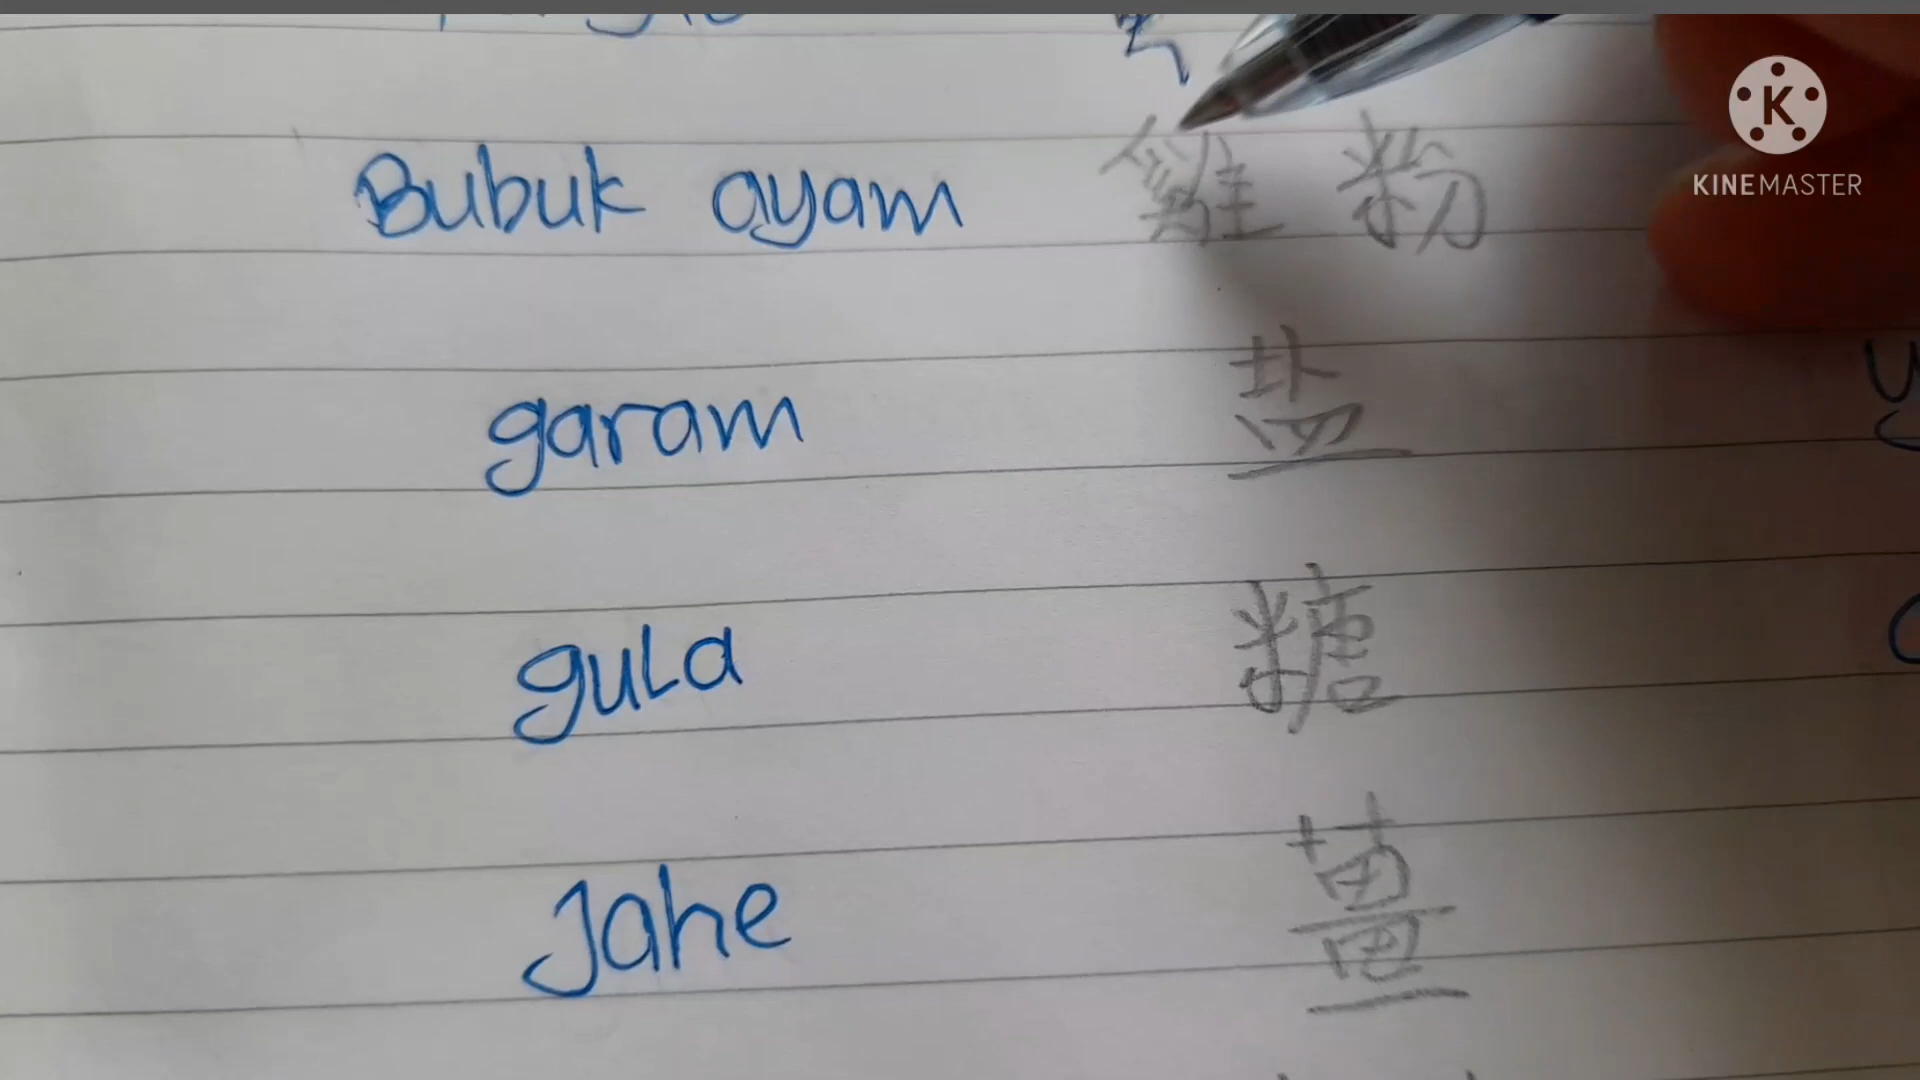 Bubuk ayam 雞粉
garam 盐
gula 糖
Jahe 薑
KINEMASTER